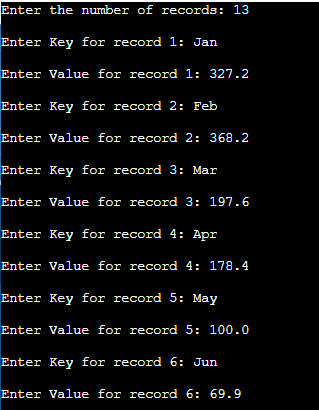 Enter the number of records: 13
Enter Key for record 1: Jan
Enter Value for record 1: 327.2
Enter Key for record 2: Feb
Enter Value for record 2: 368.2
Enter Key for record 3: Mar
Enter Value for record 3: 197.6
Enter Key for record 4: Apr
Enter Value for record 4: 178.4
Enter Key for record 5: May
Enter Value for record 5: 100.0
Enter Key for record 6: Jun
Enter Value for record 6: 69.9